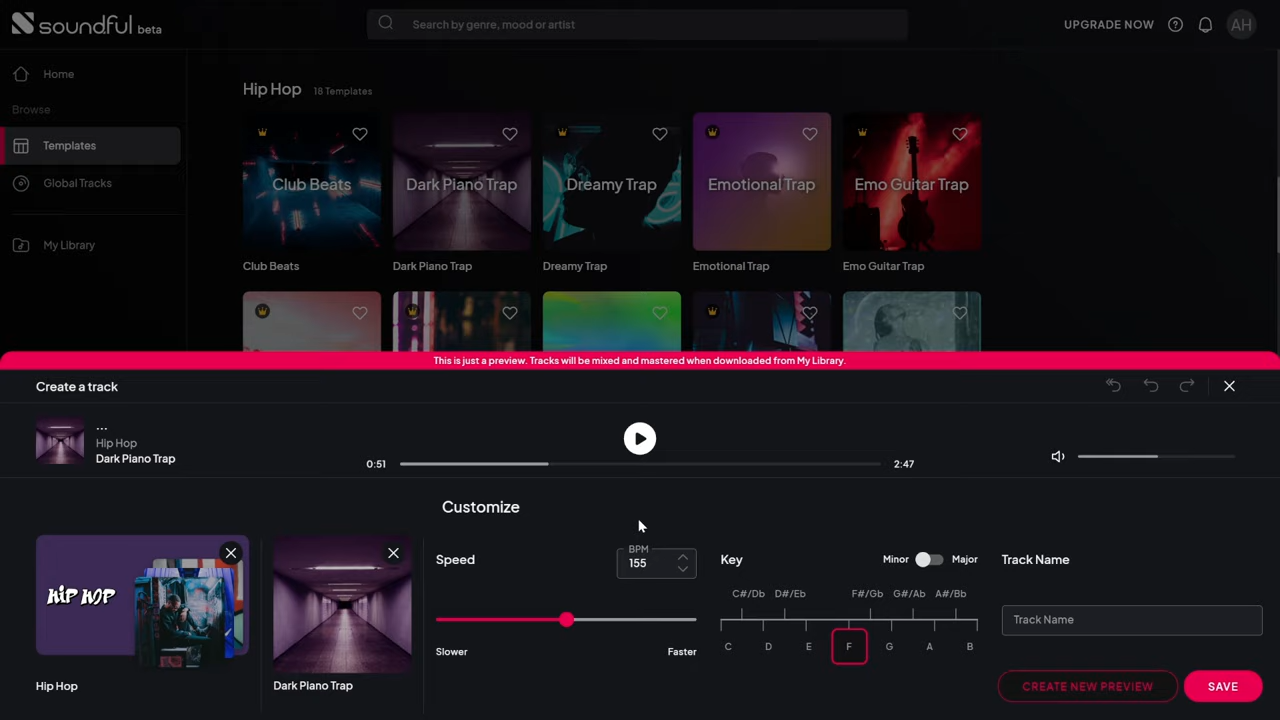 soundful beta
Search by genre, mood or artist
UPGRADE NOW
AH
Home
Browse
Templates
Global Tracks
My Library
Hip Hop 18 Templates
Club Beats
Dark Piano Trap
Dreamy Trap
Emotional Trap
Emo Guitar Trap
Club Beats
Dark Piano Trap
Dreamy Trap
Emotional Trap
Emo Guitar Trap
This is just a preview. Tracks will be mixed and mastered when downloaded from My Library.
Create a track
...
Hip Hop
Dark Piano Trap
0:51
2:47
Customize
HIP HOP
Hip Hop
Dark Piano Trap
Speed
BPM
155
Slower
Faster
Key
Minor
Major
C#/Db D#/Eb F#/Gb G#/Ab A#/Bb
C D E F G A B
Track Name
Track Name
CREATE NEW PREVIEW
SAVE